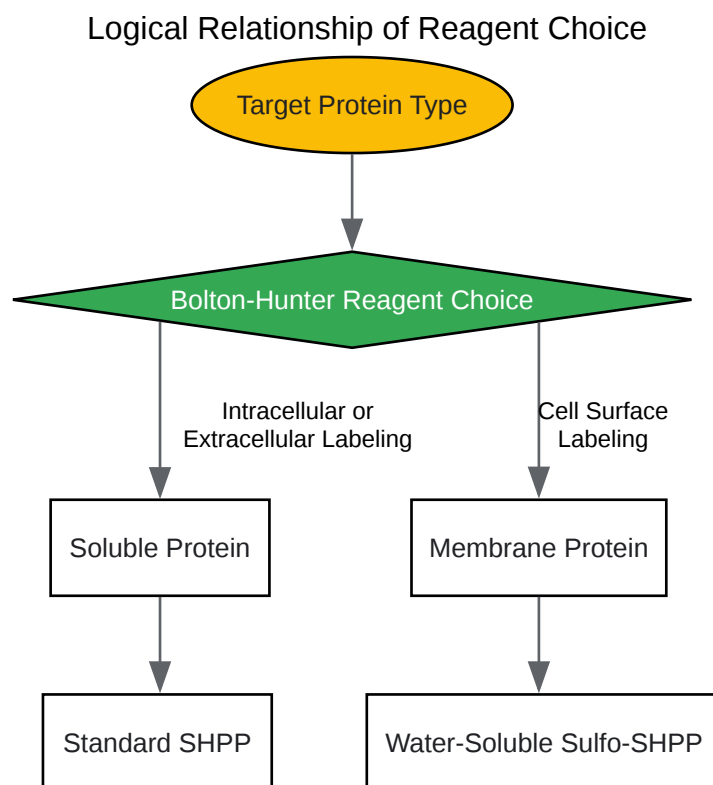 Logical Relationship of Reagent Choice
Target Protein Type
Bolton-Hunter Reagent Choice
Intracellular or
Extracellular Labeling
Cell Surface
Labeling
Soluble Protein
Membrane Protein
Standard SHPP
Water-Soluble Sulfo-SHPP